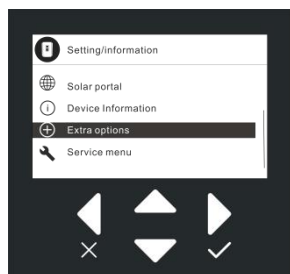 Setting/information
Solar portal
Device Information
Extra options
Service menu